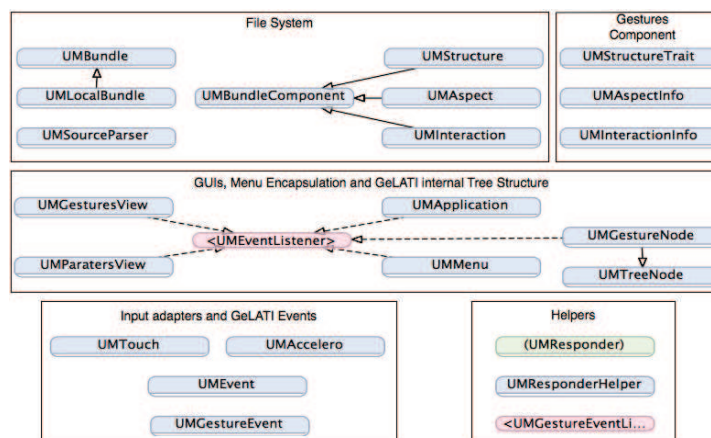 File System
UMBundle
UMStructure
UMLocalBundle
UMBundleComponent
UMAspect
UMSourceParser
UMInteraction
Gestures
Component
UMStructureTrait
UMAspectInfo
UMInteractionInfo
GUIs, Menu Encapsulation and GeLATI internal Tree Structure
UMGesturesView
UMApplication
<UMEventListener>
UMGestureNode
UMParatersView
UMMenu
UMTreeNode
Input adapters and GeLATI Events
UMTouch
UMAccelero
UMEvent
UMGestureEvent
Helpers
(UMResponder)
UMResponderHelper
<UMGestureEventLi...